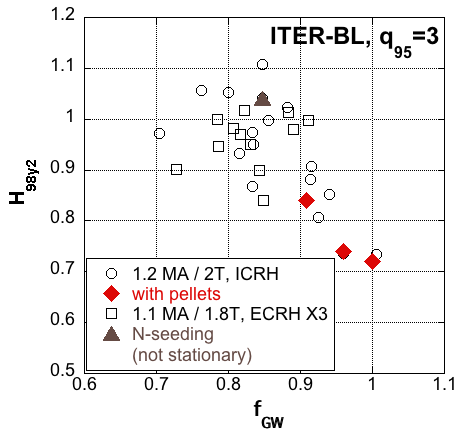 ITER-BL, q95=3
1.2
1.1
1
0.9
0.8
0.7
0.6
0.5
H98y2
1.2 MA / 2T, ICRH
with pellets
1.1 MA / 1.8T, ECRH X3
N-seeding
(not stationary)
0.6 0.7 0.8 0.9 1 1.1
fGW